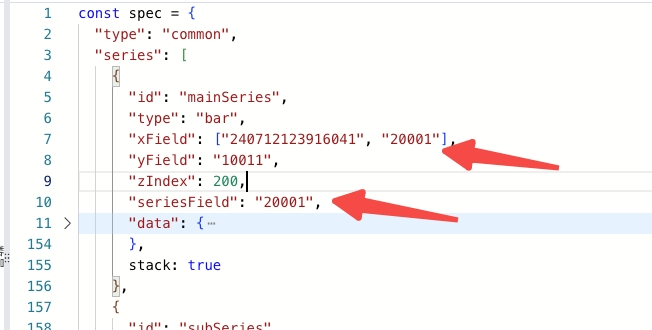 1 const spec = {
2 "type": "common",
3 "series": [
4 {
5 "id": "mainSeries",
6 "type": "bar",
7 "xField": ["240712123916041", "20001"],
8 "yField": "10011",
9 "zIndex": 200,
10 "seriesField": "20001",
11 "data": { ⋯
154 },
155 stack: true
156 },
157 {
158 "id": "subSeries"